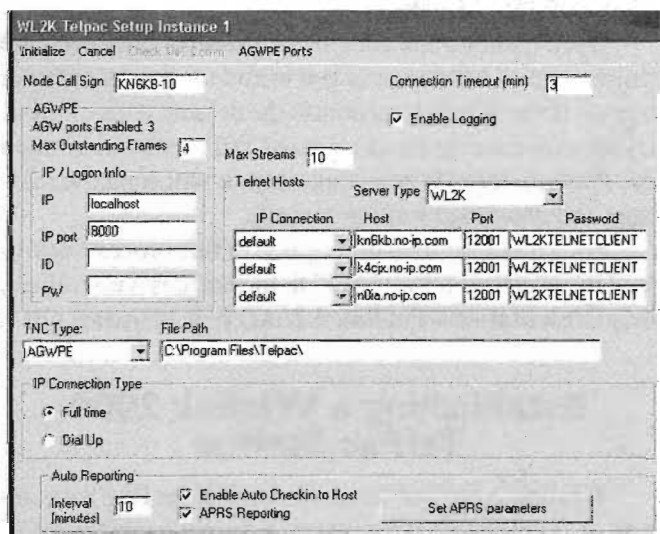 WL2K Telpac Setup Instance 1
Initialize Cancel Check TNC Comm AGWPE Ports
Node Call Sign KN6KB-10 Connection Timeout (min) 3
AGWPE
AGW ports Enabled: 3
Max Outstanding Frames 4
Enable Logging
Max Streams 10
IP / Logon Info
IP localhost
IP port 8000
ID
Pw
Telnet Hosts
Server Type WL2K
IP Connection Host Port Password
default kn6kb.no-ip.com 12001 WL2KTELNETCLIENT
default k4cjx.no-ip.com 12001 WL2KTELNETCLIENT
default n0ia.no-ip.com 12001 WL2KTELNETCLIENT
TNC Type: File Path
AGWPE C:\Program Files\Telpac\
IP Connection Type
Full time
Dial Up
Auto Reporting
Interval (minutes) 10
Enable Auto Checkin to Host
APRS Reporting
Set APRS parameters